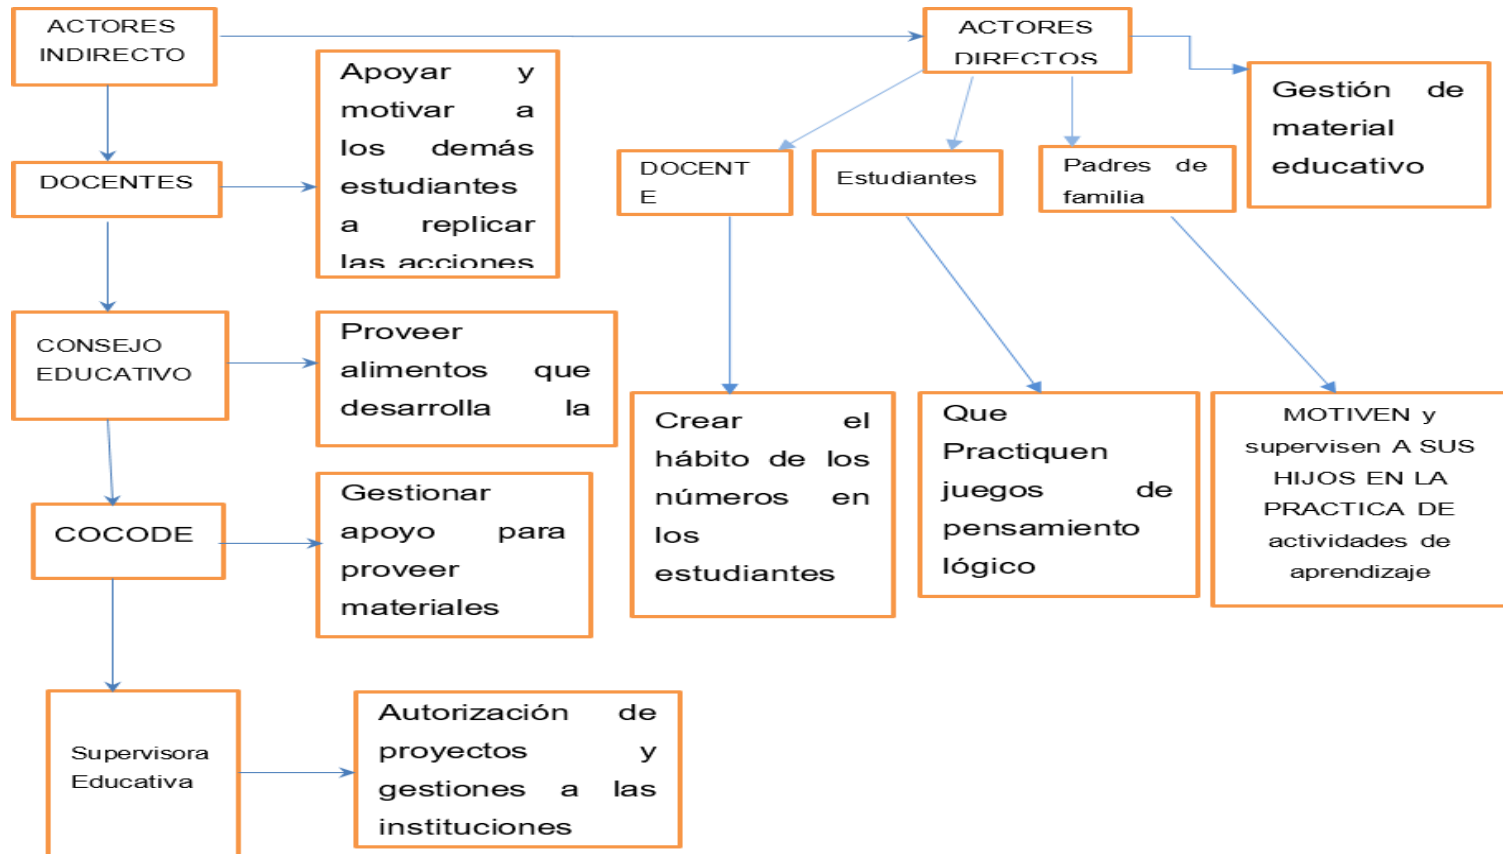 ACTORES
INDIRECTO
ACTORES
DIRECTOS
Apoyar y
motivar a
los demás
estudiantes
a replicar
las acciones
Gestión de
material
educativo
DOCENTES
DOCENT
E
Estudiantes
Padres de
familia
CONSEJO
EDUCATIVO
Proveer
alimentos que
desarrolla la
Crear el
hábito de los
números en
los
estudiantes
Que
Practiquen
juegos de
pensamiento
lógico
MOTIVEN y
supervisen A SUS
HIJOS EN LA
PRACTICA DE
actividades de
aprendizaje
COCODE
Gestionar
apoyo para
proveer
materiales
Supervisora
Educativa
Autorización de
proyectos y
gestiones a las
instituciones